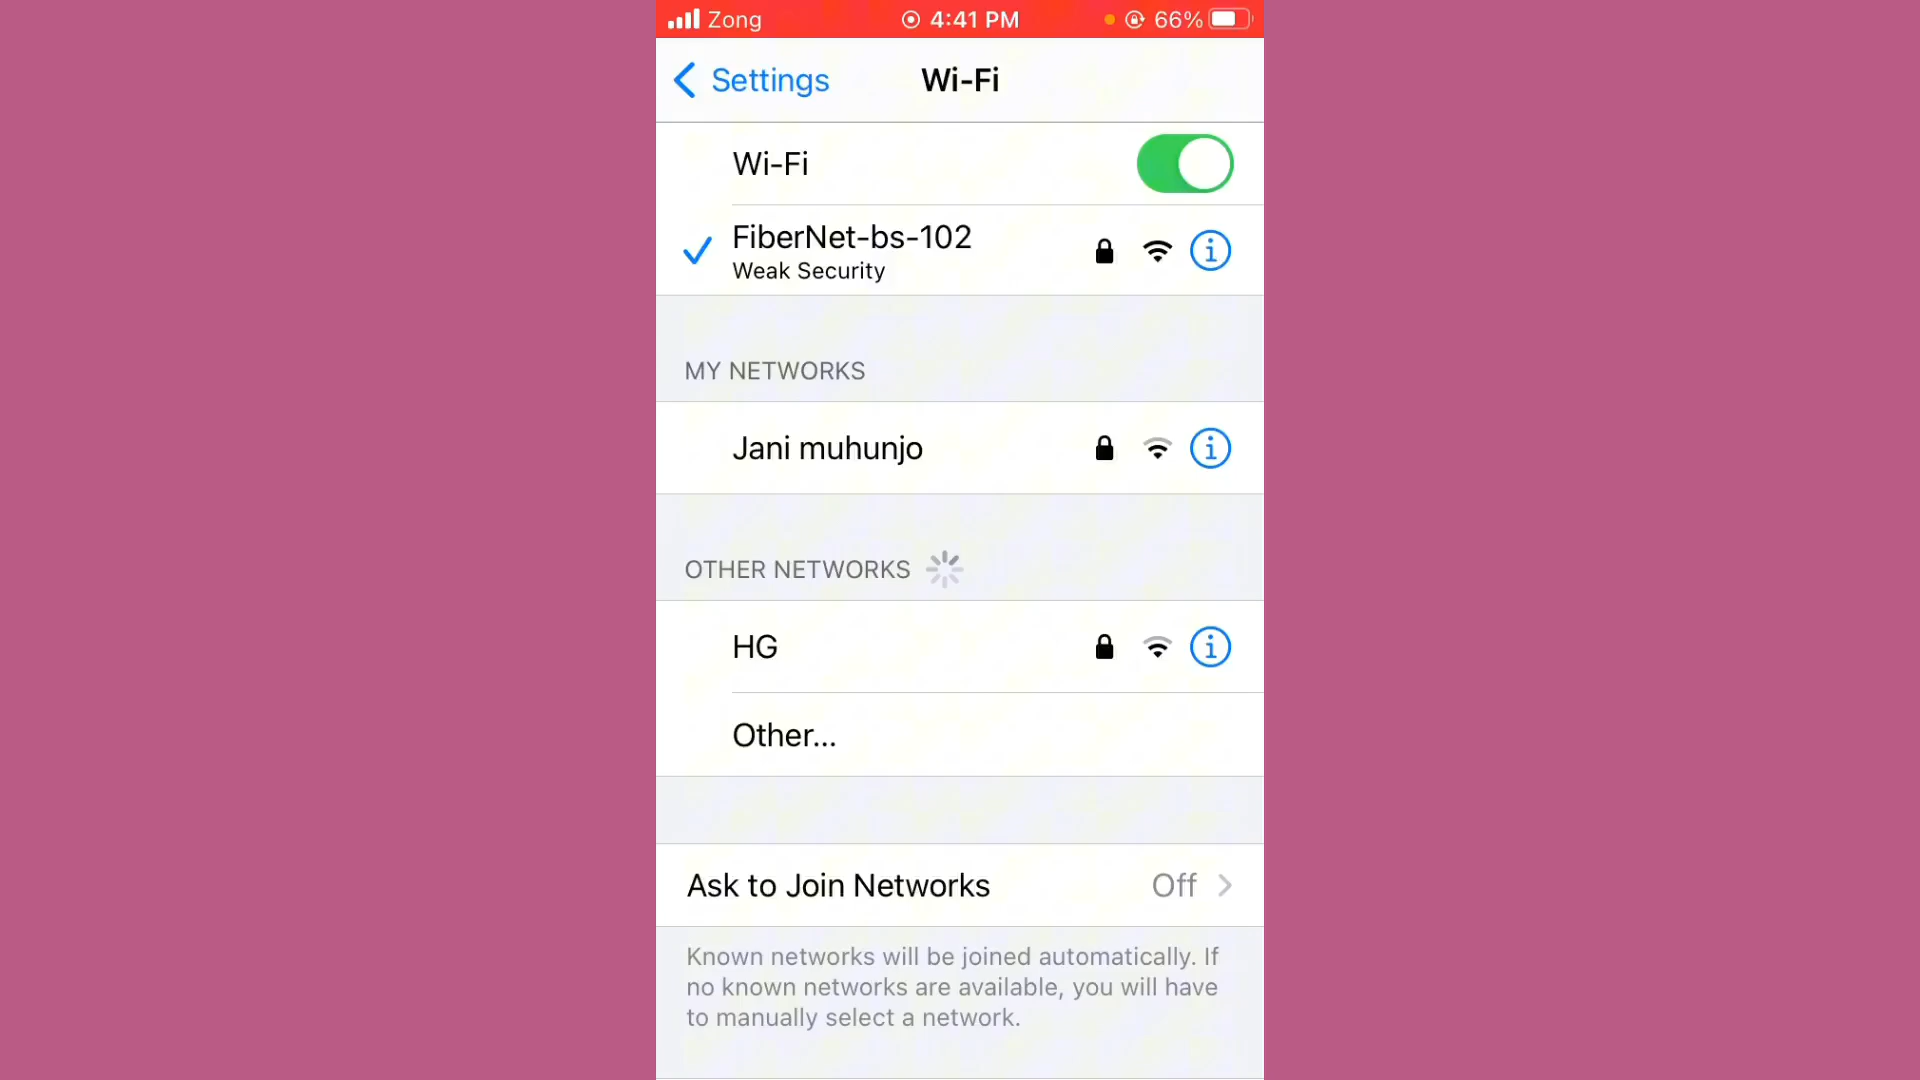 Zong 4:41 PM 66%
Settings Wi-Fi
Wi-Fi
FiberNet-bs-102
Weak Security
MY NETWORKS
Jani muhunjo
OTHER NETWORKS
HG
Other...
Ask to Join Networks Off
Known networks will be joined automatically. If
no known networks are available, you will have
to manually select a network.